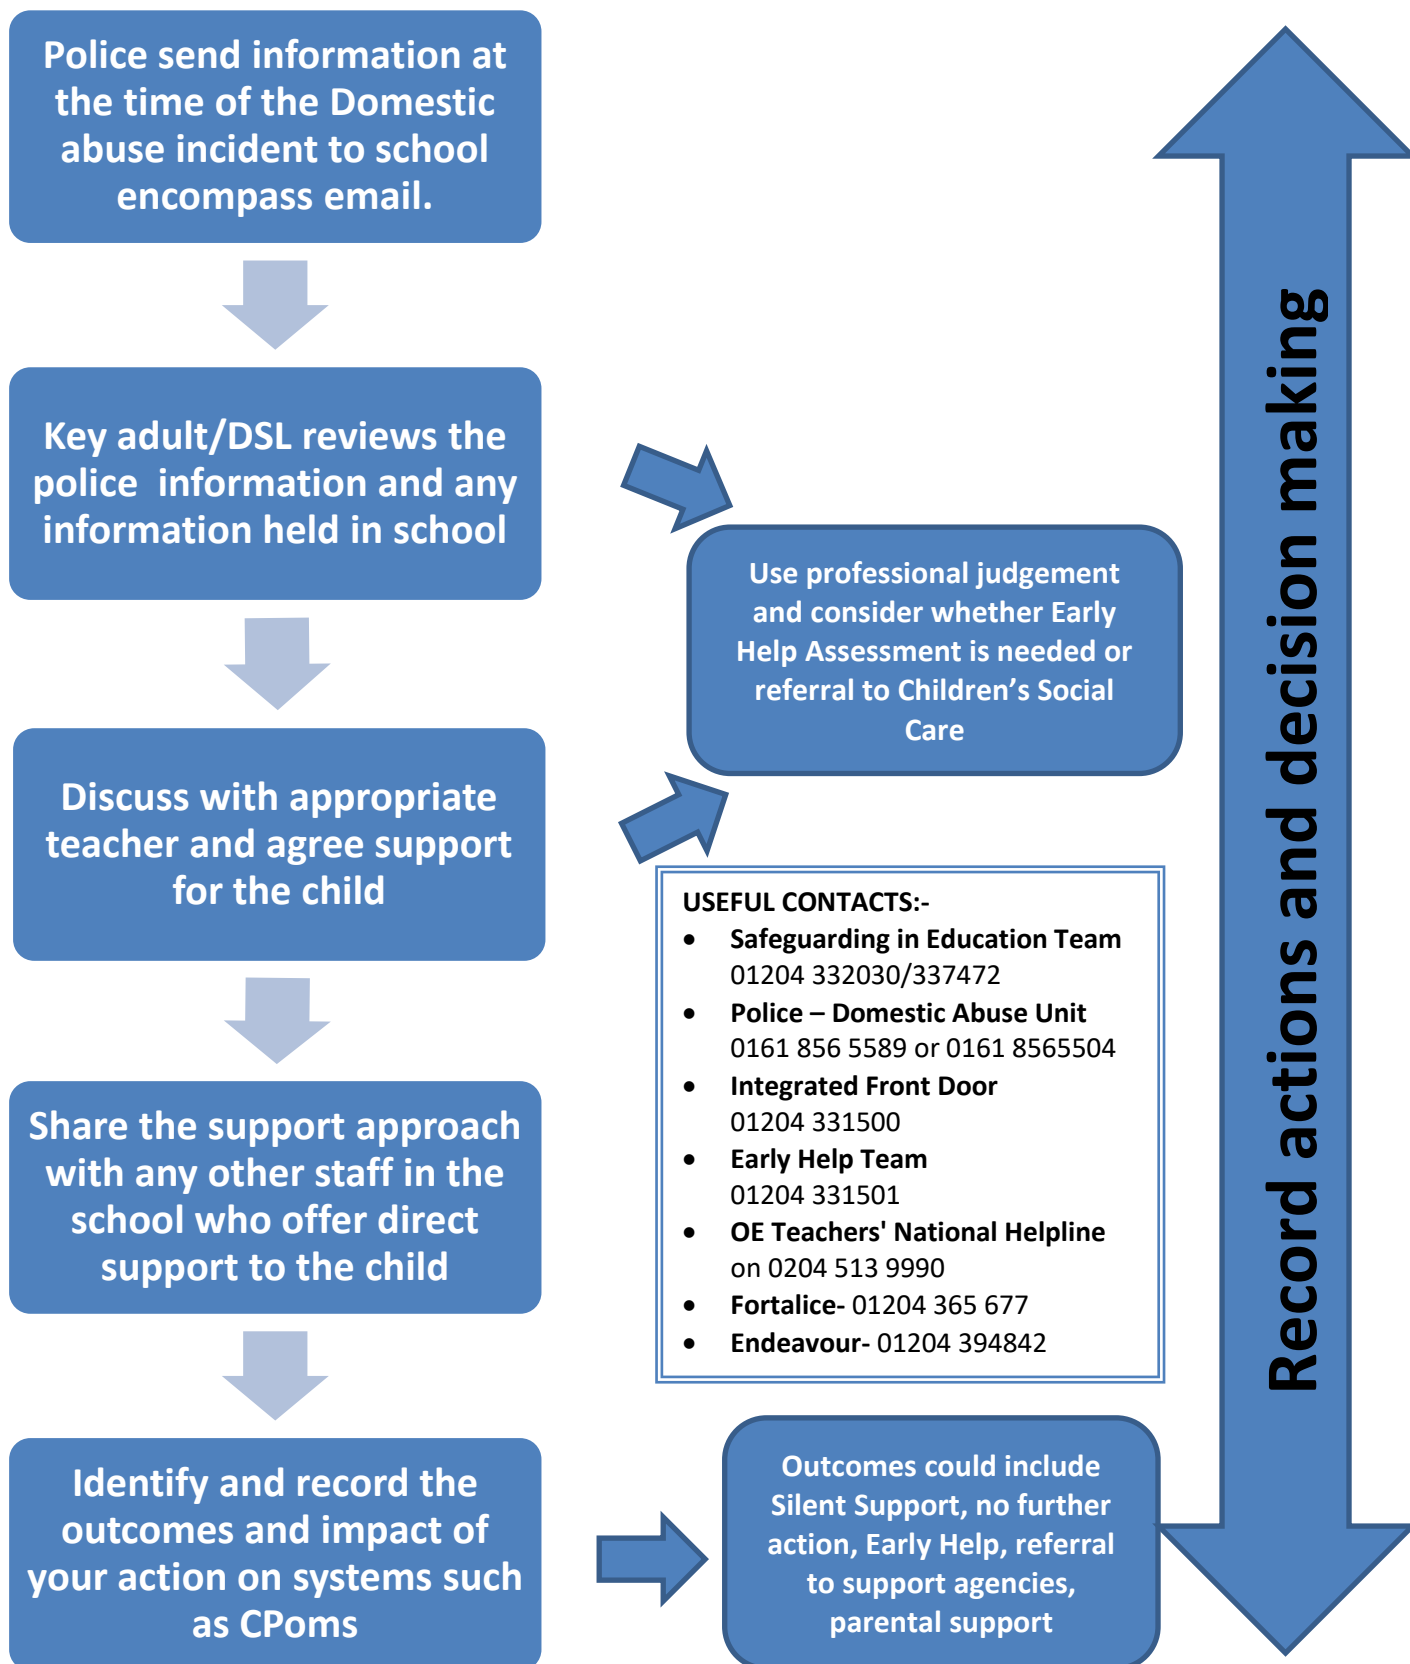 Police send information at
the time of the Domestic
abuse incident to school
encompass email.
Key adult/DSL reviews the
police  information and any
information held in school
Use professional judgement
and consider whether Early
Help Assessment is needed or
referral to Children’s Social
Care
Discuss with appropriate
teacher and agree support
for the child
USEFUL CONTACTS:-
• Safeguarding in Education Team
01204 332030/337472
• Police – Domestic Abuse Unit
0161 856 5589 or 0161 8565504
• Integrated Front Door
01204 331500
• Early Help Team
01204 331501
• OE Teachers' National Helpline
on 0204 513 9990
• Fortalice- 01204 365 677
• Endeavour- 01204 394842
Share the support approach
with any other staff in the
school who offer direct
support to the child
Identify and record the
outcomes and impact of
your action on systems such
as CPoms
Outcomes could include
Silent Support, no further
action, Early Help, referral
to support agencies,
parental support
Record actions and decision making